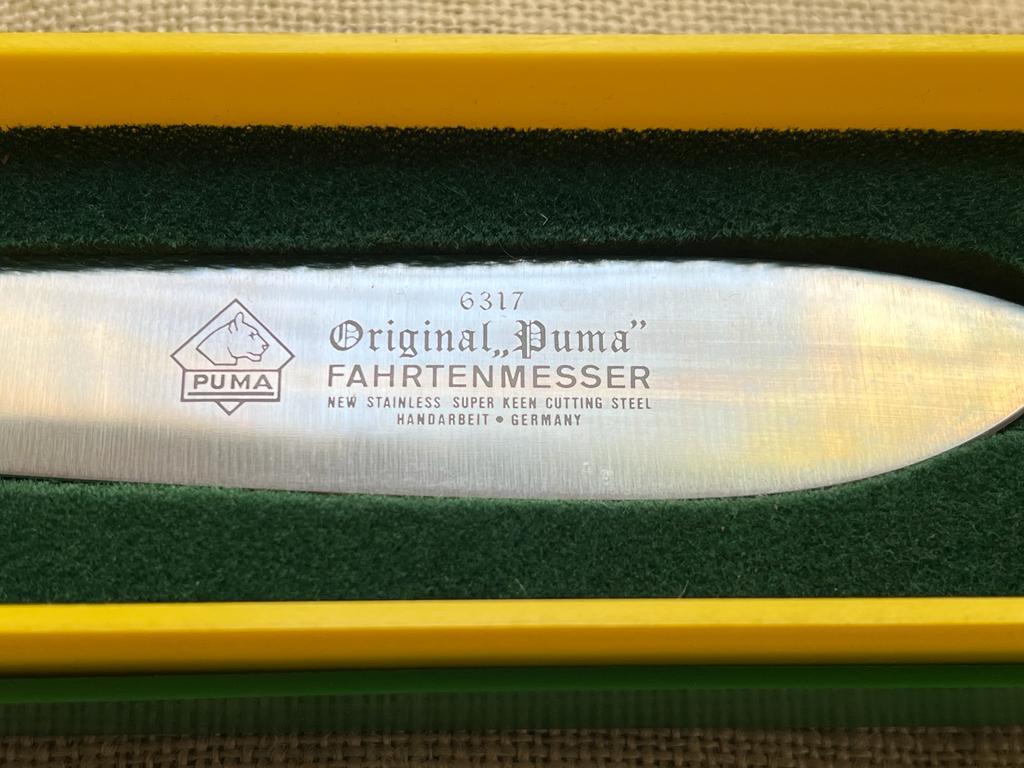 PUMA
6317
Original „Puma”
FAHRTENMESSER
NEW STAINLESS SUPER KEEN CUTTING STEEL
HANDARBEIT • GERMANY